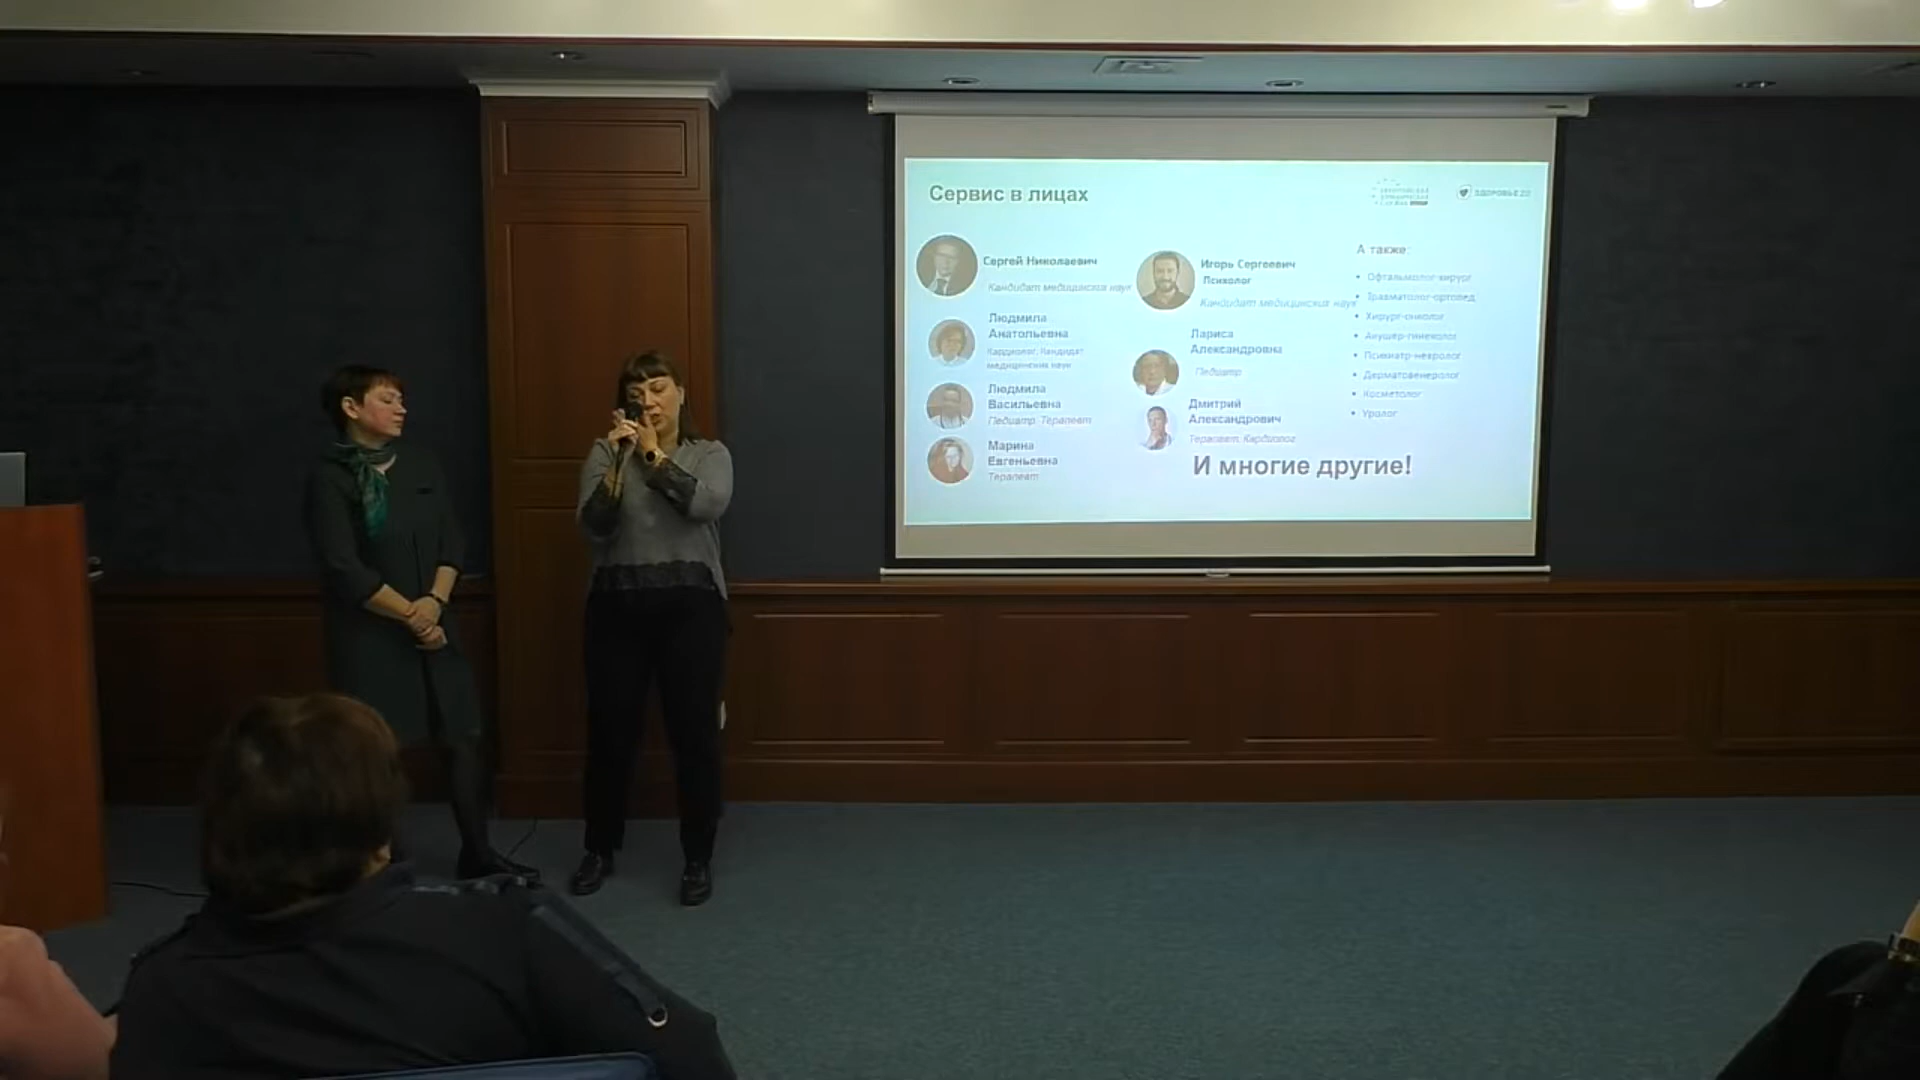 Сервис в лицах
ЗДОРОВЬЕ
Сергей Николаевич
Кандидат медицинских наук
Людмила
Анатольевна
Кардиолог, Кандидат
медицинских наук
Людмила
Васильевна
Педиатр, Терапевт
Марина
Евгеньевна
Терапевт
Игорь Сергеевич
Психолог
Кандидат медицинских наук
Лариса
Александровна
Педиатр
Дмитрий
Александрович
Терапевт, Кардиолог
А также:
• Офтальмолог-хирург
• Травматолог-ортопед
• Хирург-онколог
• Акушер-гинеколог
• Психиатр-невролог
• Дерматовенеролог
• Косметолог
• Уролог
И многие другие!